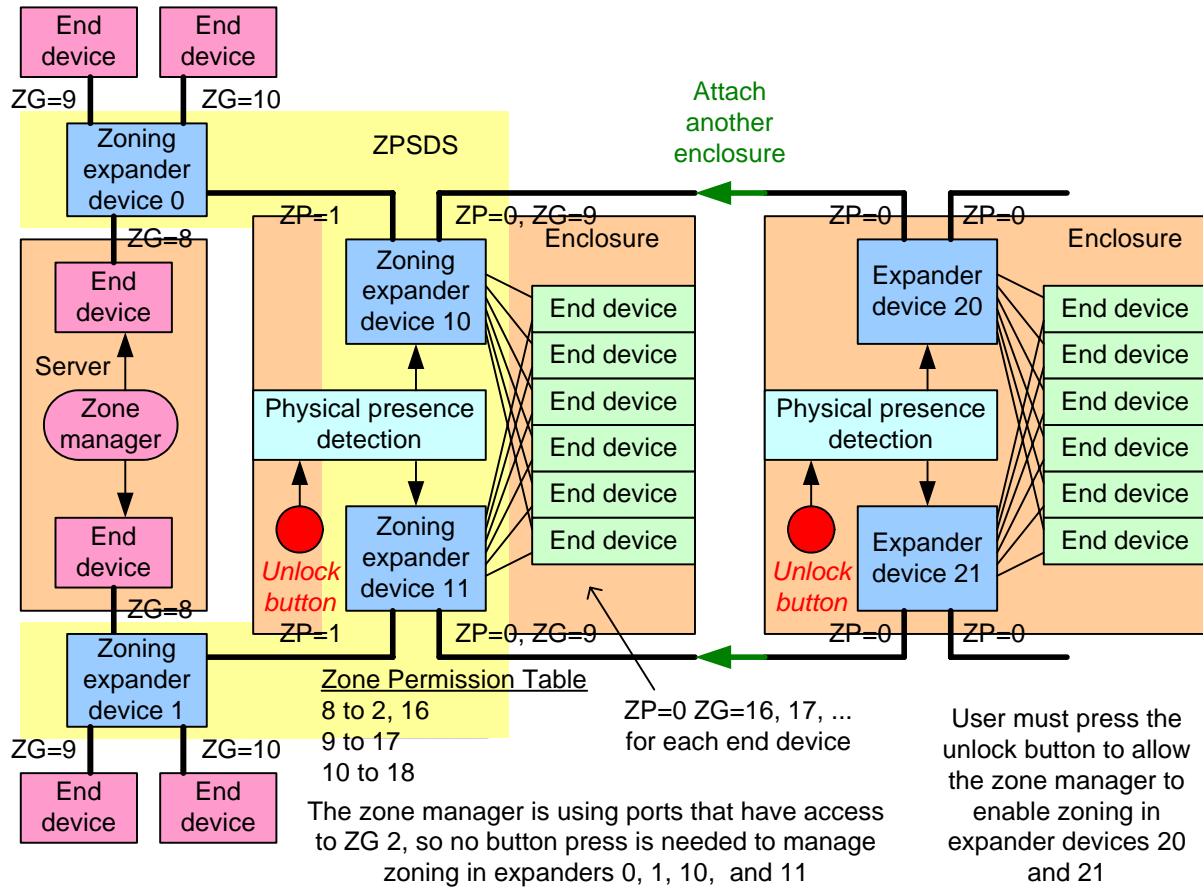 End
device
End
device
ZG=9
ZG=10
Zoning
expander
device 0
ZPSDS
Attach
another
enclosure
ZG=8
ZP=1
ZP=0, ZG=9
Enclosure
ZP=0
ZP=0
Enclosure
End
device
Server
Zone
manager
End
device
Zoning
expander
device 10
End device
End device
End device
End device
End device
End device
Physical presence
detection
Unlock
button
Zoning
expander
device 11
Expander
device 20
End device
End device
End device
End device
End device
End device
Physical presence
detection
Unlock
button
Expander
device 21
ZG=8
ZP=1
ZP=0, ZG=9
ZP=0
ZP=0
Zoning
expander
device 1
ZG=9
ZG=10
End
device
End
device
Zone Permission Table
8 to 2, 16
9 to 17
10 to 18
ZP=0 ZG=16, 17, ...
for each end device
The zone manager is using ports that have access
to ZG 2, so no button press is needed to manage
zoning in expanders 0, 1, 10, and 11
User must press the
unlock button to allow
the zone manager to
enable zoning in
expander devices 20
and 21